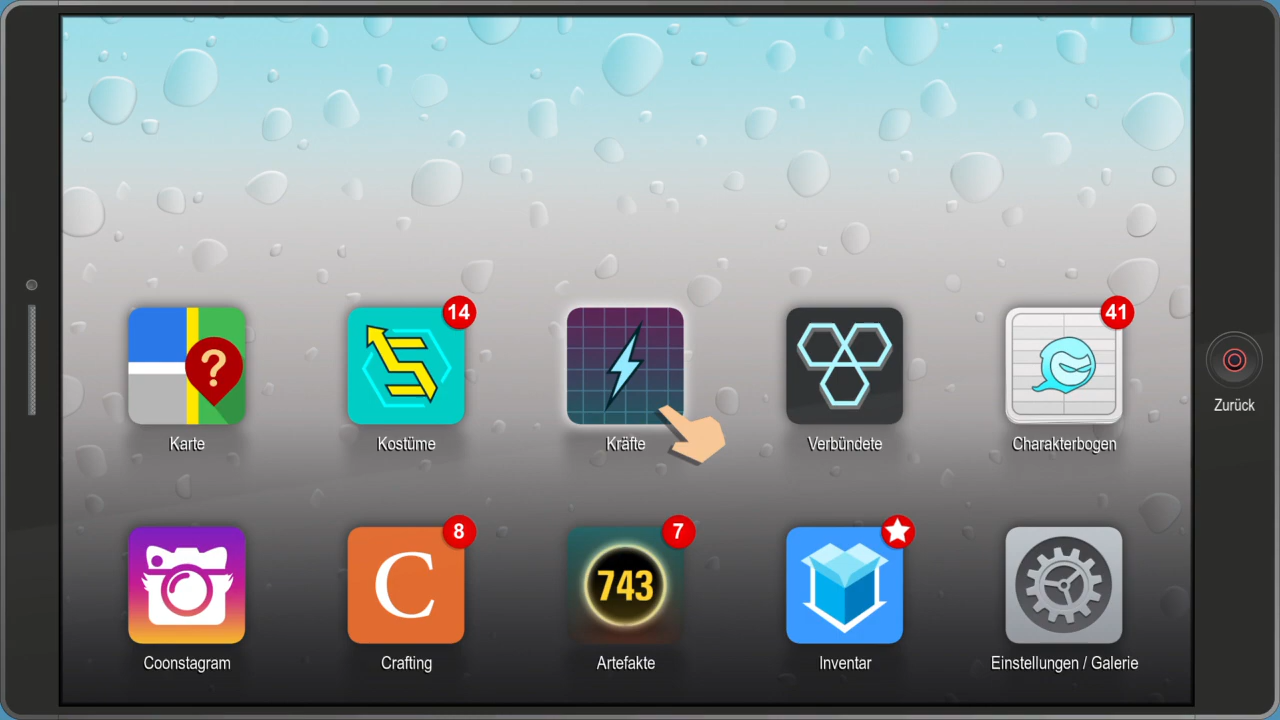 14
41
?
Karte
Kostüme
Kräfte
Verbündete
Charakterbogen
Zurück
8
7
C
743
Coonstagram
Crafting
Artefakte
Inventar
Einstellungen / Galerie